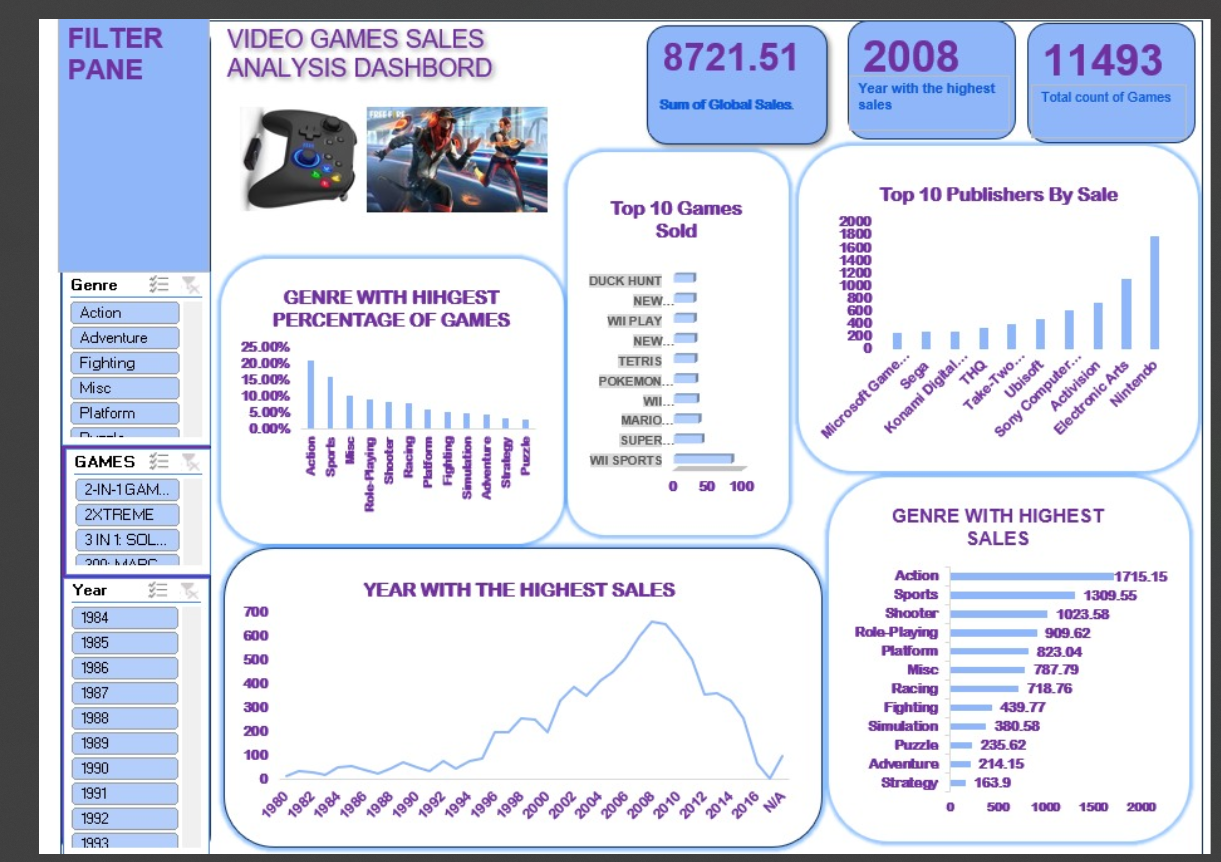 FILTER
PANE
VIDEO GAMES SALES
ANALYSIS DASHBORD
8721.51
Sum of Global Sales.
2008
Year with the highest
sales
11493
Total count of Games
Genre
Action
Adventure
Fighting
Misc
Platform
Puzzle
GAMES
2-IN-1 GAM...
2XTREME
3 IN 1: SOL...
Year
1984
1985
1986
1987
1988
1989
1990
1991
1992
1993
GENRE WITH HIHGEST
PERCENTAGE OF GAMES
25.00%
20.00%
15.00%
10.00%
5.00%
0.00%
Action
Sports
Misc
Role-Playing
Shooter
Racing
Platform
Fighting
Simulation
Adventure
Strategy
Puzzle
Top 10 Games
Sold
DUCK HUNT
NEW...
WII PLAY
NEW...
TETRIS
POKEMON...
WII...
MARIO...
SUPER...
WII SPORTS
0 50 100
Top 10 Publishers By Sale
2000
1800
1600
1400
1200
1000
800
600
400
200
0
Microsoft Game...
Sega
Konami Digital...
THQ
Take-Two...
Ubisoft
Sony Computer...
Activision
Electronic Arts
Nintendo
YEAR WITH THE HIGHEST SALES
700
600
500
400
300
200
100
0
1980 1982 1984 1986 1988 1990 1992 1994 1996 1998 2000 2002 2004 2006 2008 2010 2012 2014 2016 N/A
GENRE WITH HIGHEST
SALES
Action 1715.15
Sports 1309.55
Shooter 1023.58
Role-Playing 909.62
Platform 823.04
Misc 787.79
Racing 718.76
Fighting 439.77
Simulation 380.58
Puzzle 235.62
Adventure 214.15
Strategy 163.9
0 500 1000 1500 2000